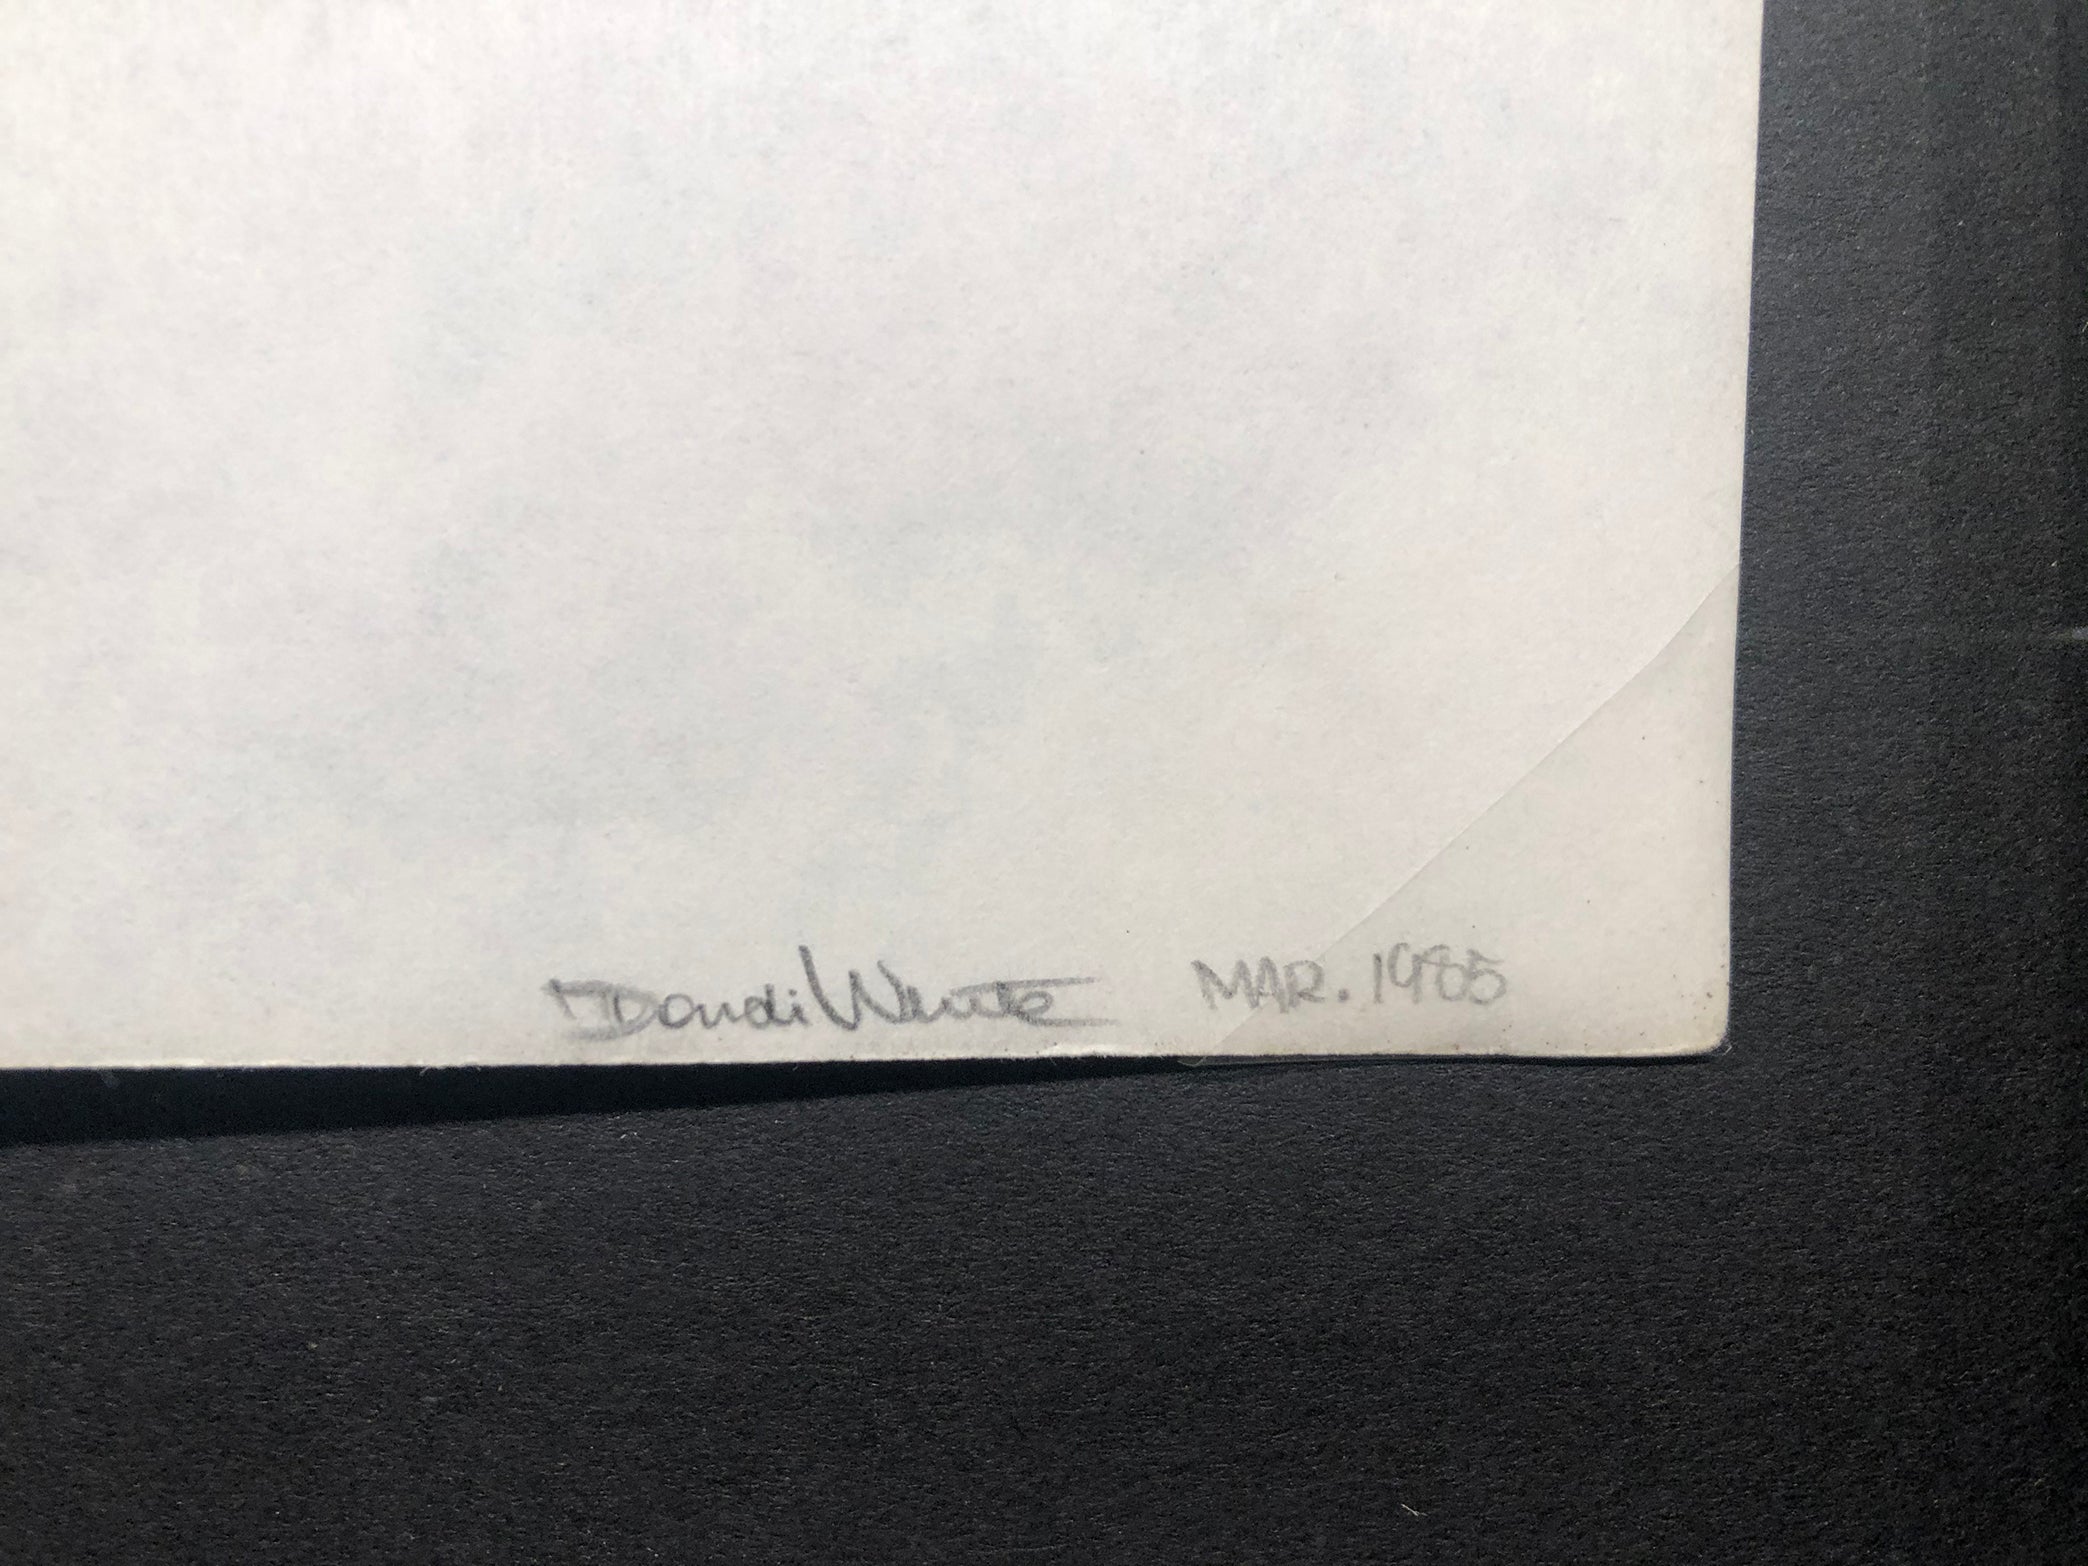 Dondi White MAR. 1985